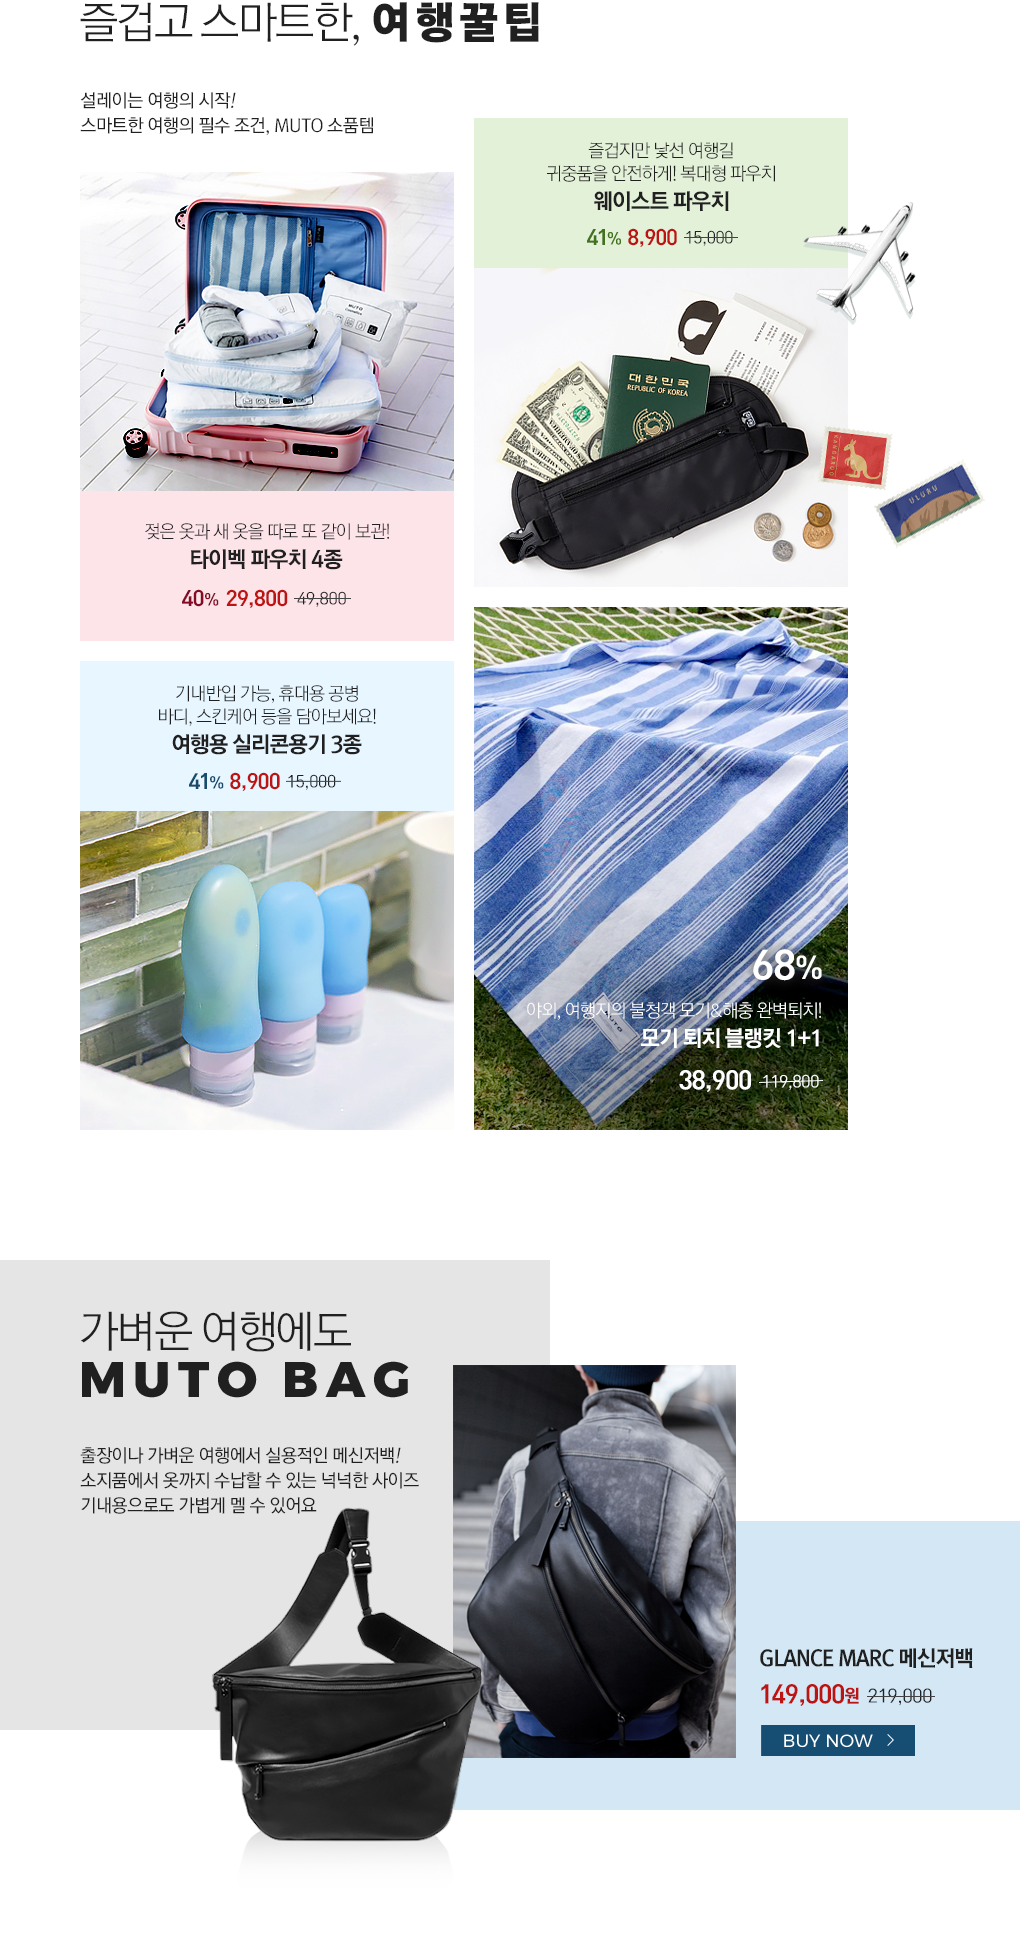 즐겁고 스마트한, 여행꿀팁
설레이는 여행의 시작!
스마트한 여행의 필수 조건, MUTO 소품템
즐겁지만 낯선 여행길
귀중품을 안전하게! 복대형 파우치
웨이스트 파우치
41% 8,900 15,000
MUTO
대한민국
REPUBLIC OF KOREA
KANGAROO
ULURU
젖은 옷과 새 옷을 따로 또 같이 보관!
타이벡 파우치 4종
40% 29,800 49,800
기내반입 가능, 휴대용 공병
바디, 스킨케어 등을 담아보세요!
여행용 실리콘용기 3종
41% 8,900 15,000
68%
야외, 여행지의 불청객 모기&해충 완벽퇴치!
모기 퇴치 블랭킷 1+1
38,900 119,800
가벼운 여행에도
MUTO BAG
출장이나 가벼운 여행에서 실용적인 메신저백!
소지품에서 옷까지 수납할 수 있는 넉넉한 사이즈
기내용으로도 가볍게 멜 수 있어요
GLANCE MARC 메신저백
149,000원 219,000
BUY NOW >